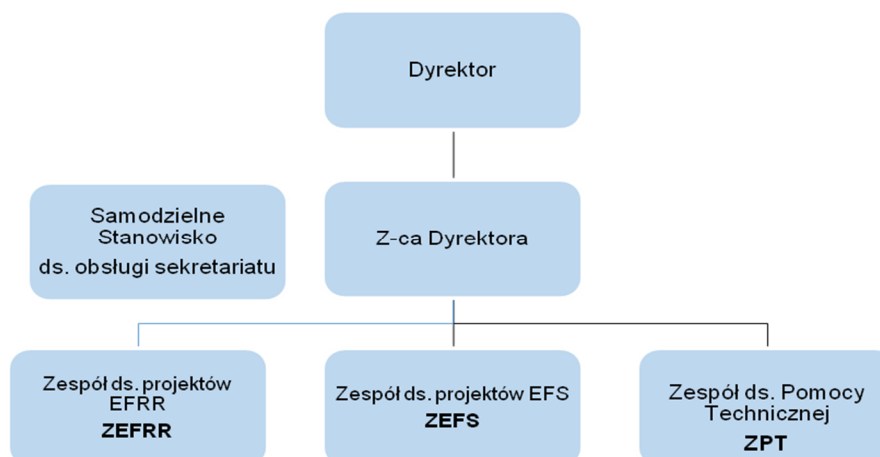 Dyrektor
Samodzielne
Stanowisko
ds. obsługi sekretariatu
Z-ca Dyrektora
Zespół ds. projektów
EFRR
ZEFRR
Zespół ds. projektów EFS
ZEFS
Zespół ds. Pomocy
Technicznej
ZPT